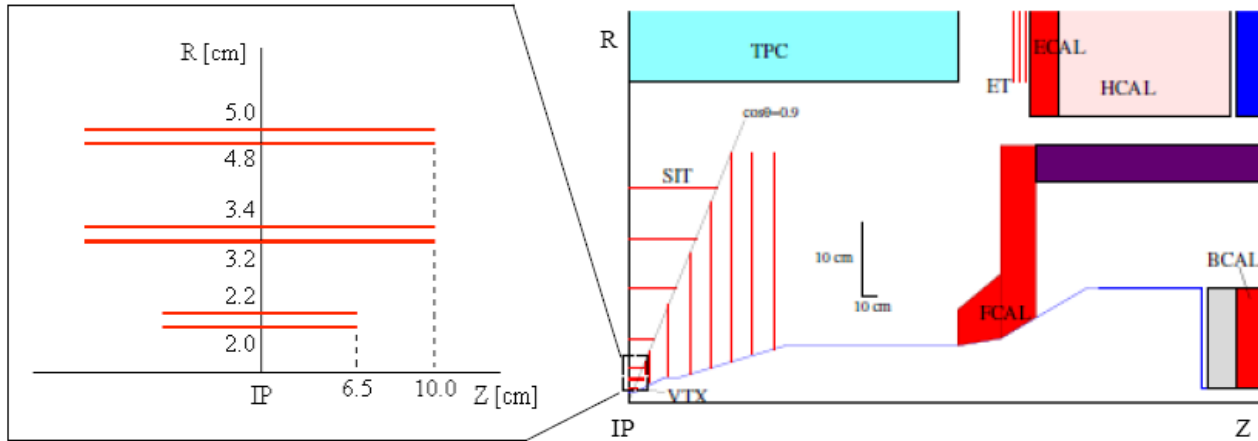 R [cm]
5.0
4.8
3.4
3.2
2.2
2.0
IP
6.5
10.0
Z [cm]
R
TPC
ET
ECAL
HCAL
cosθ=0.9
SIT
10 cm
10 cm
FCAL
BCAL
VTX
IP
Z